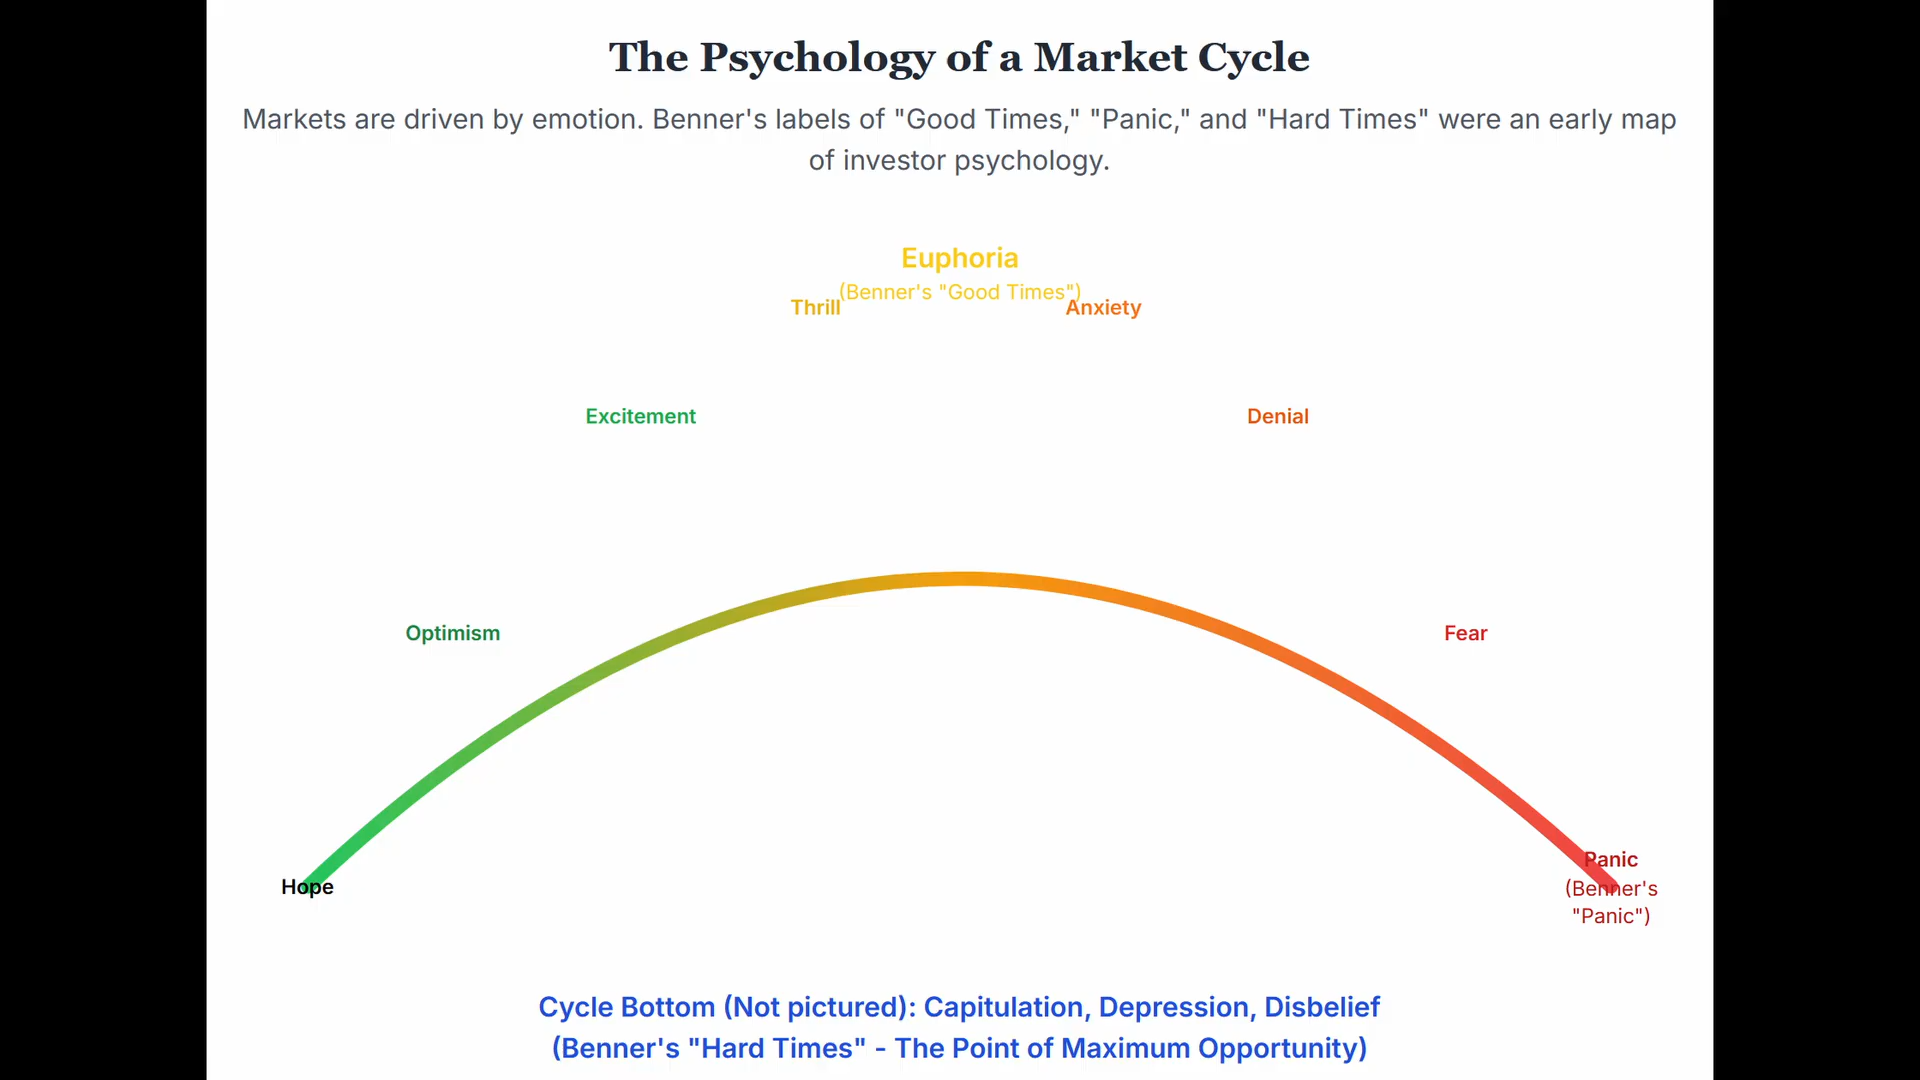 The Psychology of a Market Cycle
Markets are driven by emotion. Benner's labels of "Good Times," "Panic," and "Hard Times" were an early map
of investor psychology.
Euphoria
(Benner's "Good Times")
Thrill
Anxiety
Excitement
Denial
Optimism
Fear
Hope
Panic
(Benner's
"Panic")
Cycle Bottom (Not pictured): Capitulation, Depression, Disbelief
(Benner's "Hard Times" - The Point of Maximum Opportunity)